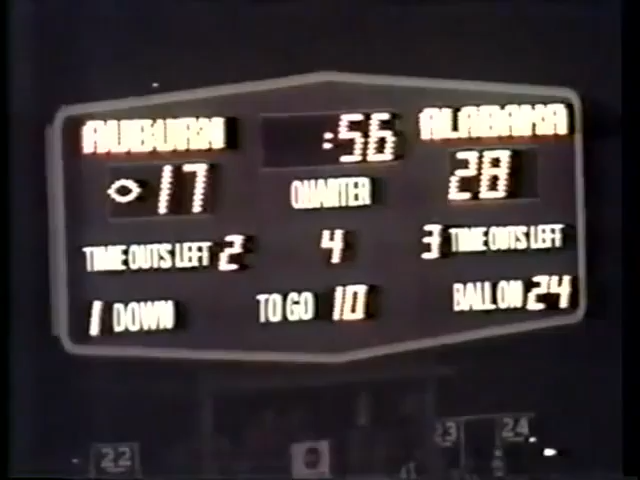 AUBURN :56 ALABAMA
17 QUARTER 28
TIME OUTS LEFT 2 4 3 TIME OUTS LEFT
1 DOWN TO GO 10 BALL ON 24
23 24
22